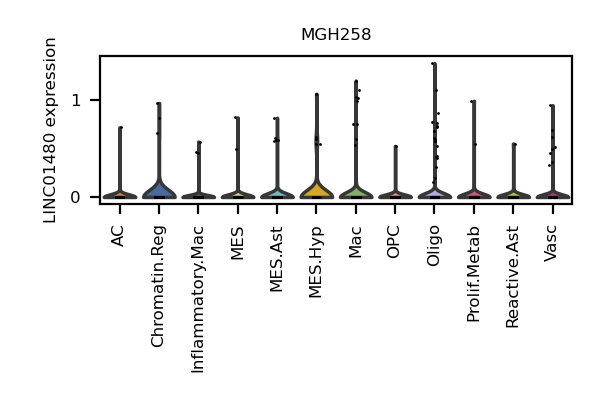 MGH258
LINC01480 expression
1
0
AC
Chromatin.Reg
Inflammatory.Mac
MES
MES.Ast
MES.Hyp
Mac
OPC
Oligo
Prolif.Metab
Reactive.Ast
Vasc